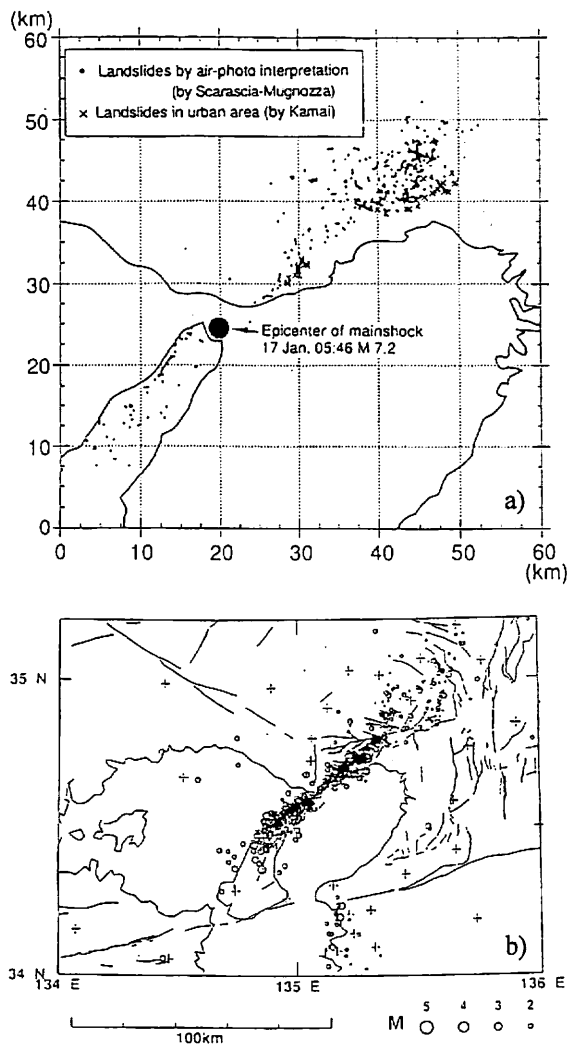 (km)
60
50
40
30
20
10
0
• Landslides by air-photo interpretation
(by Scarascia-Mugnozza)
× Landslides in urban area (by Kamai)
Epicenter of mainshock
17 Jan, 05:46 M 7.2
a)
0 10 20 30 40 50 60
(km)
35 N
b)
34 N
134 E 135 E 136 E
5 4 3 2
M
100km